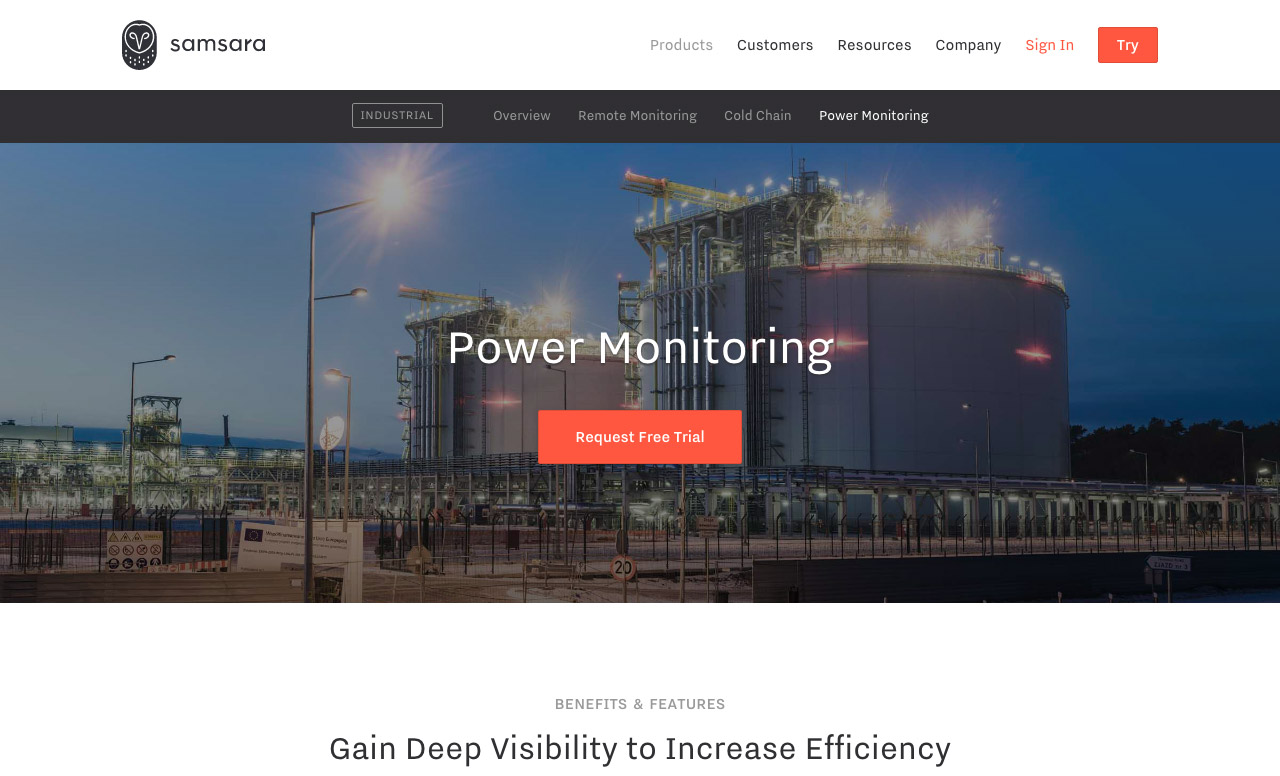 samsara
Products Customers Resources Company Sign In Try
INDUSTRIAL Overview Remote Monitoring Cold Chain Power Monitoring
Power Monitoring
Request Free Trial
20
BENEFITS & FEATURES
Gain Deep Visibility to Increase Efficiency